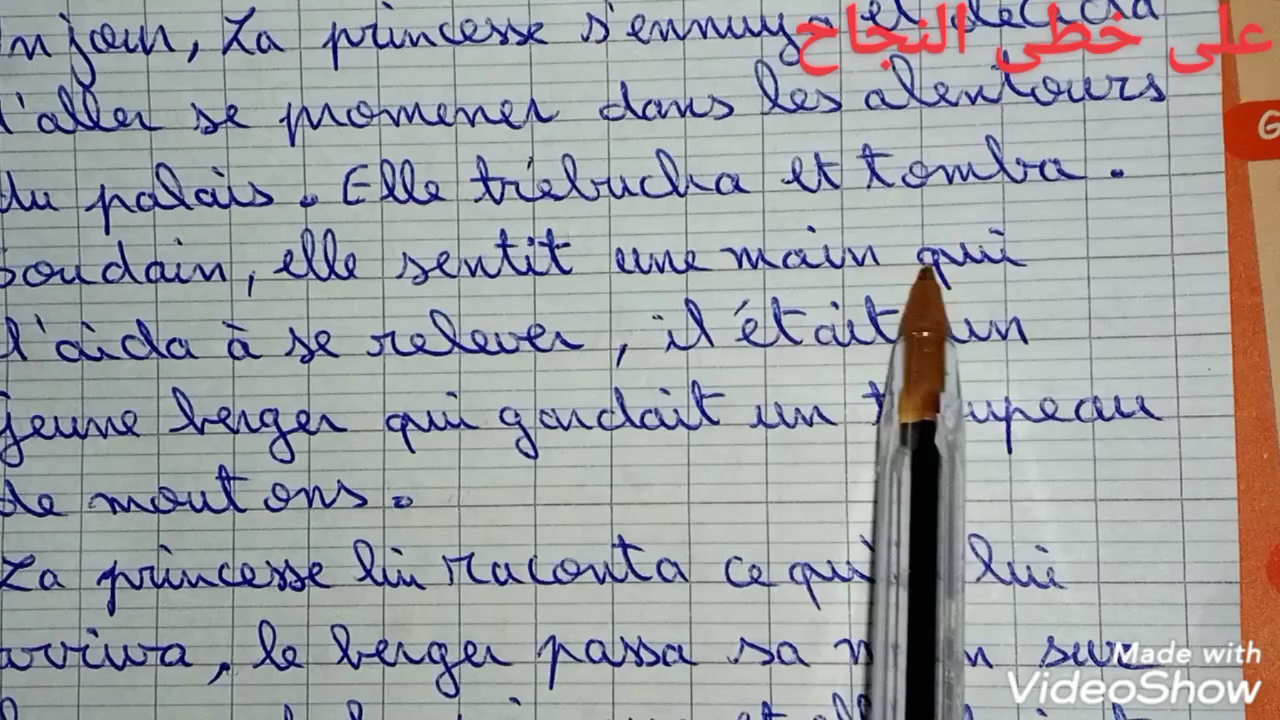 un jour, La princesse s'ennuya et décida
على خطى النجاح
d'aller se promener dans les alentours
G
du palais. Elle trébucha et tomba.
soudain, elle sentit une main qui
l'aida à se relever, il était un
jeune berger qui gardait un troupeau
de moutons.
La princesse lui raconta ce qui lui
arriva, le berger passa sa main sur
Made with
VideoShow